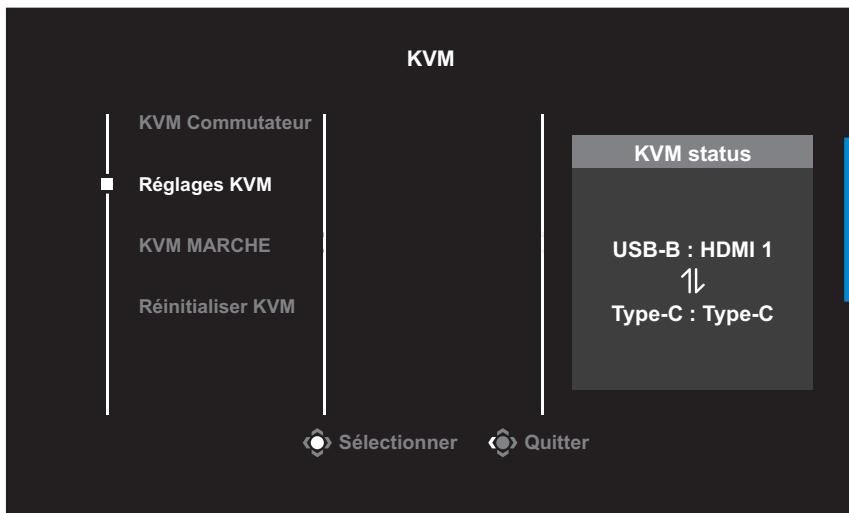 KVM
KVM Commutateur
Réglages KVM
KVM MARCHE
Réinitialiser KVM
KVM status
USB-B : HDMI 1
Type-C : Type-C
Sélectionner
Quitter